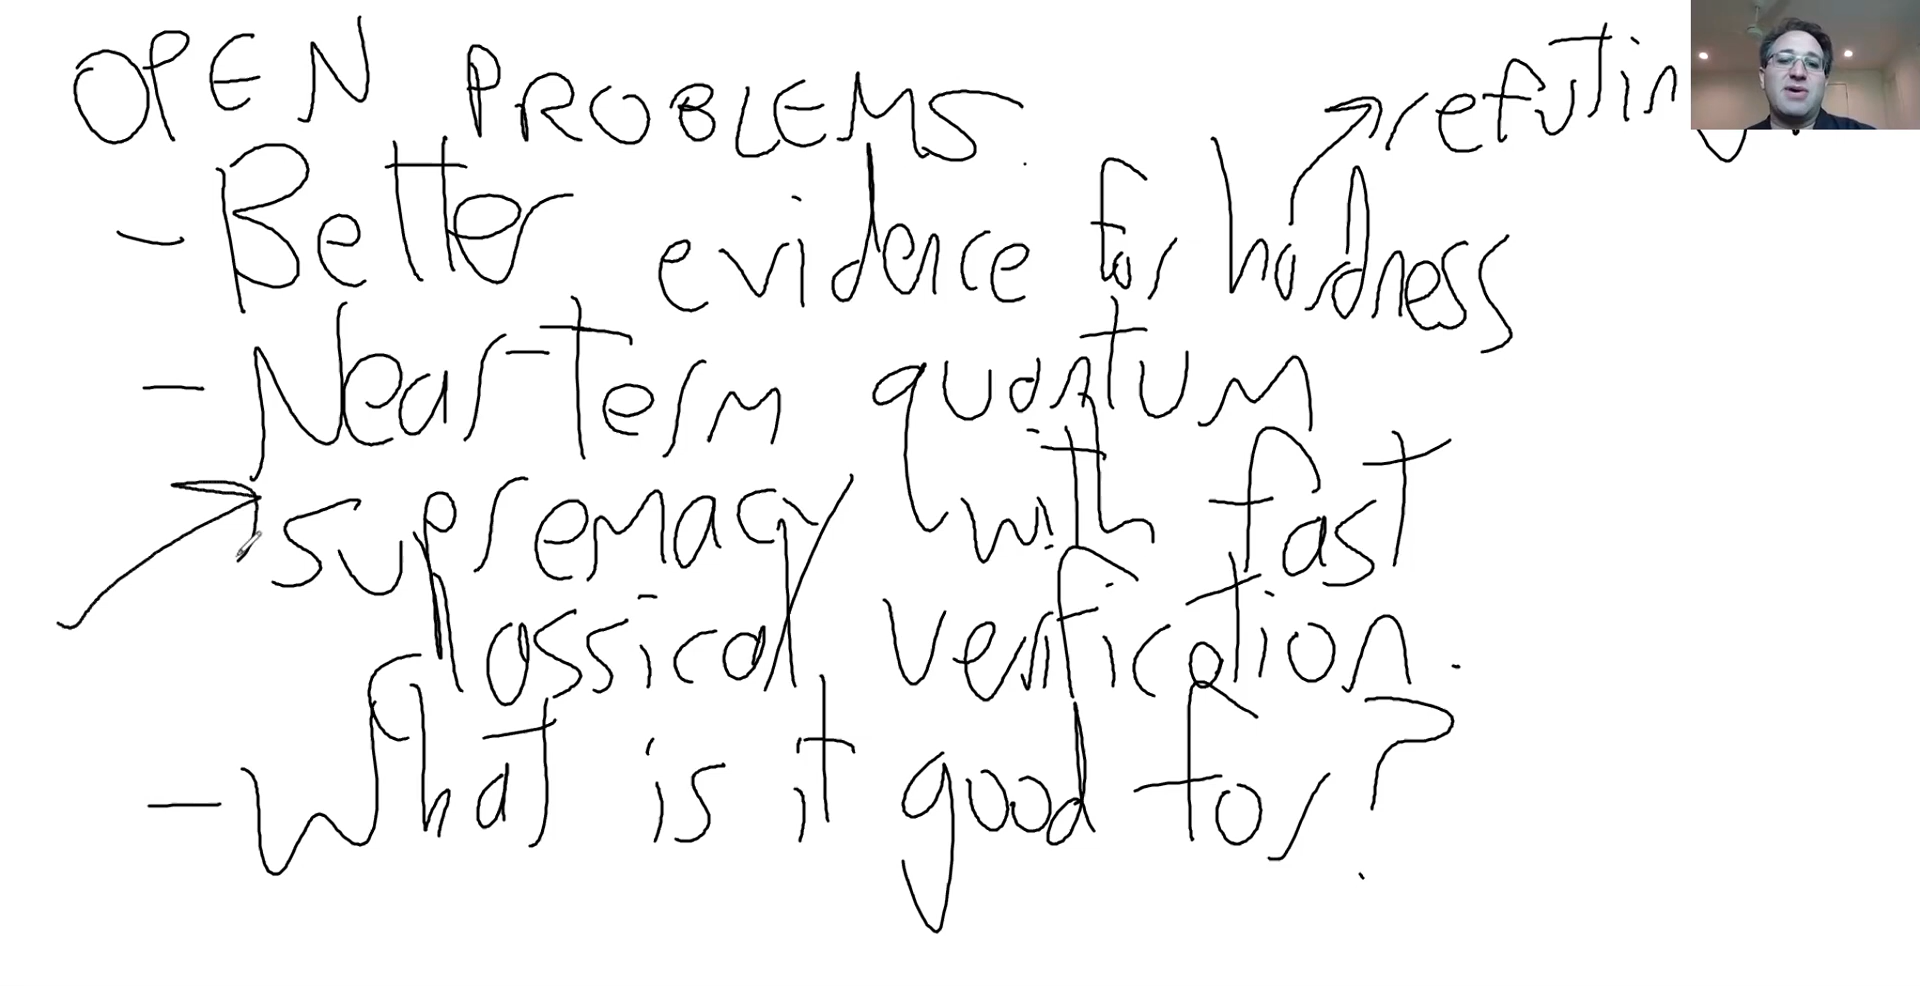 OPEN PROBLEMS.
refuting
- Better evidence for hardness
- Near-term quantum
supremacy with fast
classical verification.
- What is it good for?